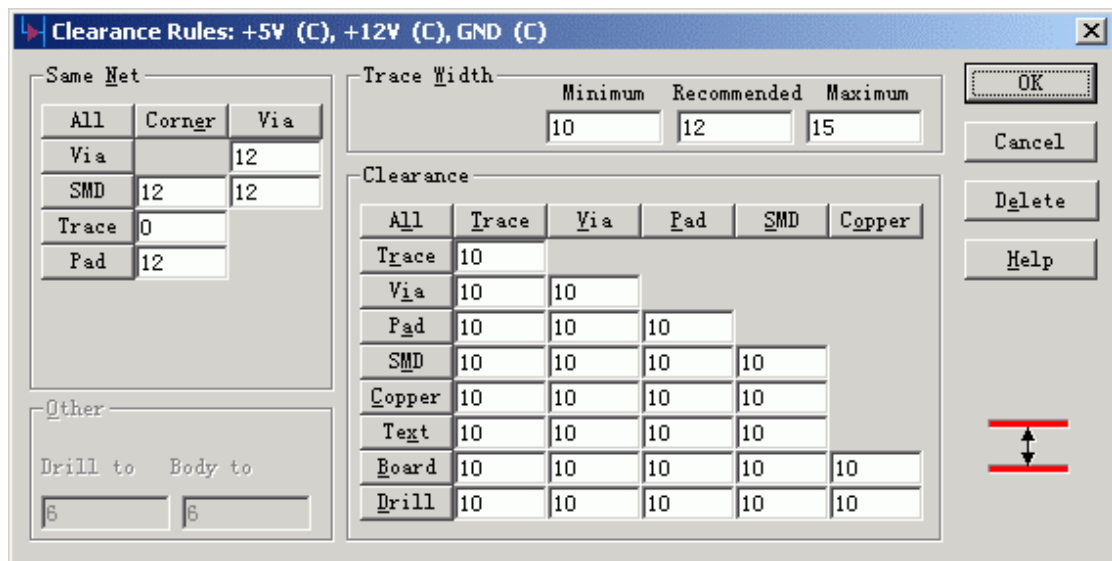 Clearance Rules: +5V (C), +12V (C), GND (C)
Same Net
All Corner Via
Via 12
SMD 12 12
Trace 0
Pad 12
Other
Drill to Body to
6 6
Trace Width
Minimum Recommended Maximum
10 12 15
Clearance
All Trace Via Pad SMD Copper
Trace 10
Via 10 10
Pad 10 10 10
SMD 10 10 10 10
Copper 10 10 10 10
Text 10 10 10 10
Board 10 10 10 10 10
Drill 10 10 10 10 10
OK
Cancel
Delete
Help